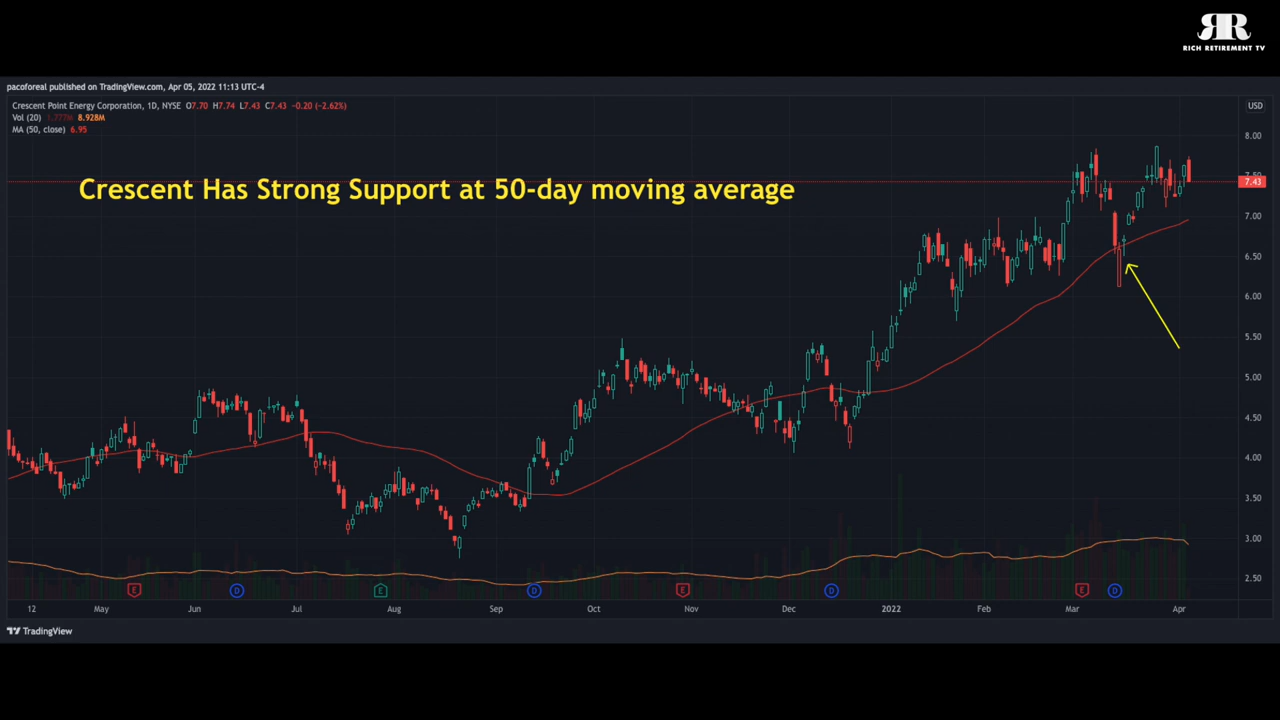 RR
RICH RETIREMENT TV
pacoforeal published on TradingView.com, Apr 05, 2022 11:13 UTC-4
Crescent Point Energy Corporation, 1D, NYSE O7.70 H7.74 L7.43 C7.43 −0.20 (−2.62%)
USD
Vol (20) 1.777M 8.928M
MA (50, close) 6.95
8.00
Crescent Has Strong Support at 50-day moving average
7.43
7.00
6.50
6.00
5.50
5.00
4.50
4.00
3.50
3.00
2.50
E D E D E D E D
12 May Jun Jul Aug Sep Oct Nov Dec 2022 Feb Mar Apr
TradingView